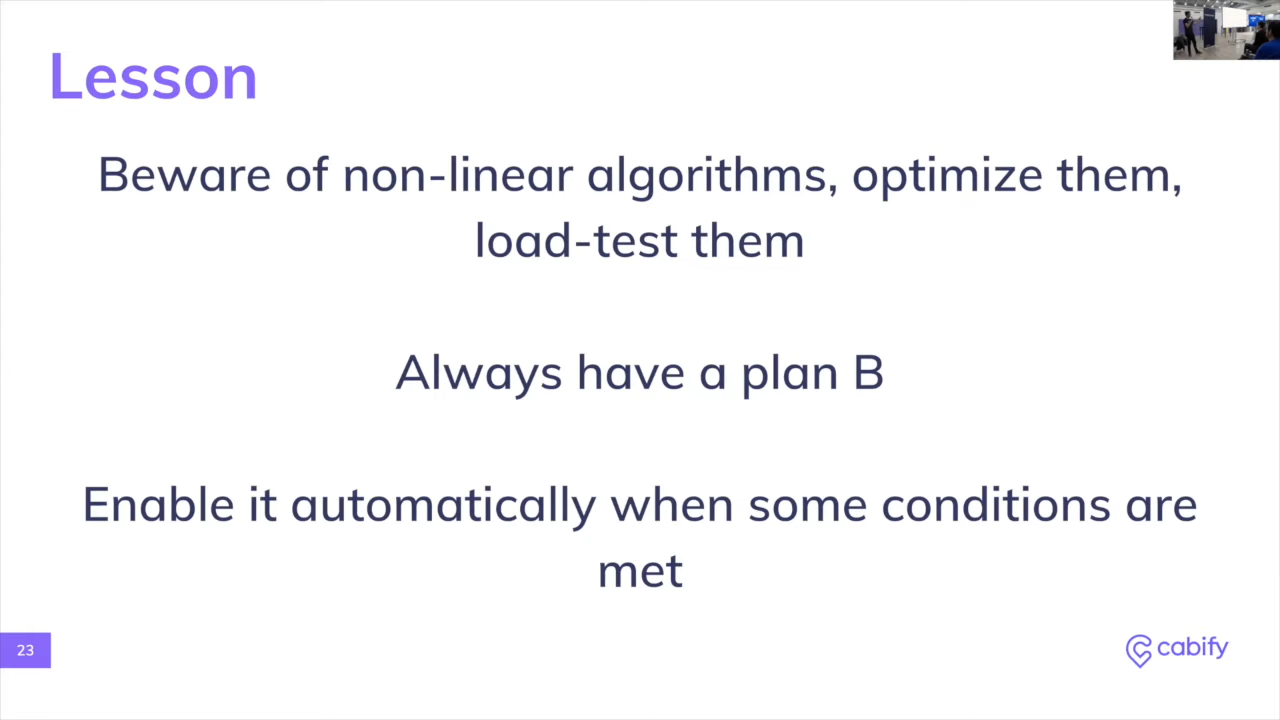 Lesson
Beware of non-linear algorithms, optimize them,
load-test them
Always have a plan B
Enable it automatically when some conditions are
met
23
cabify